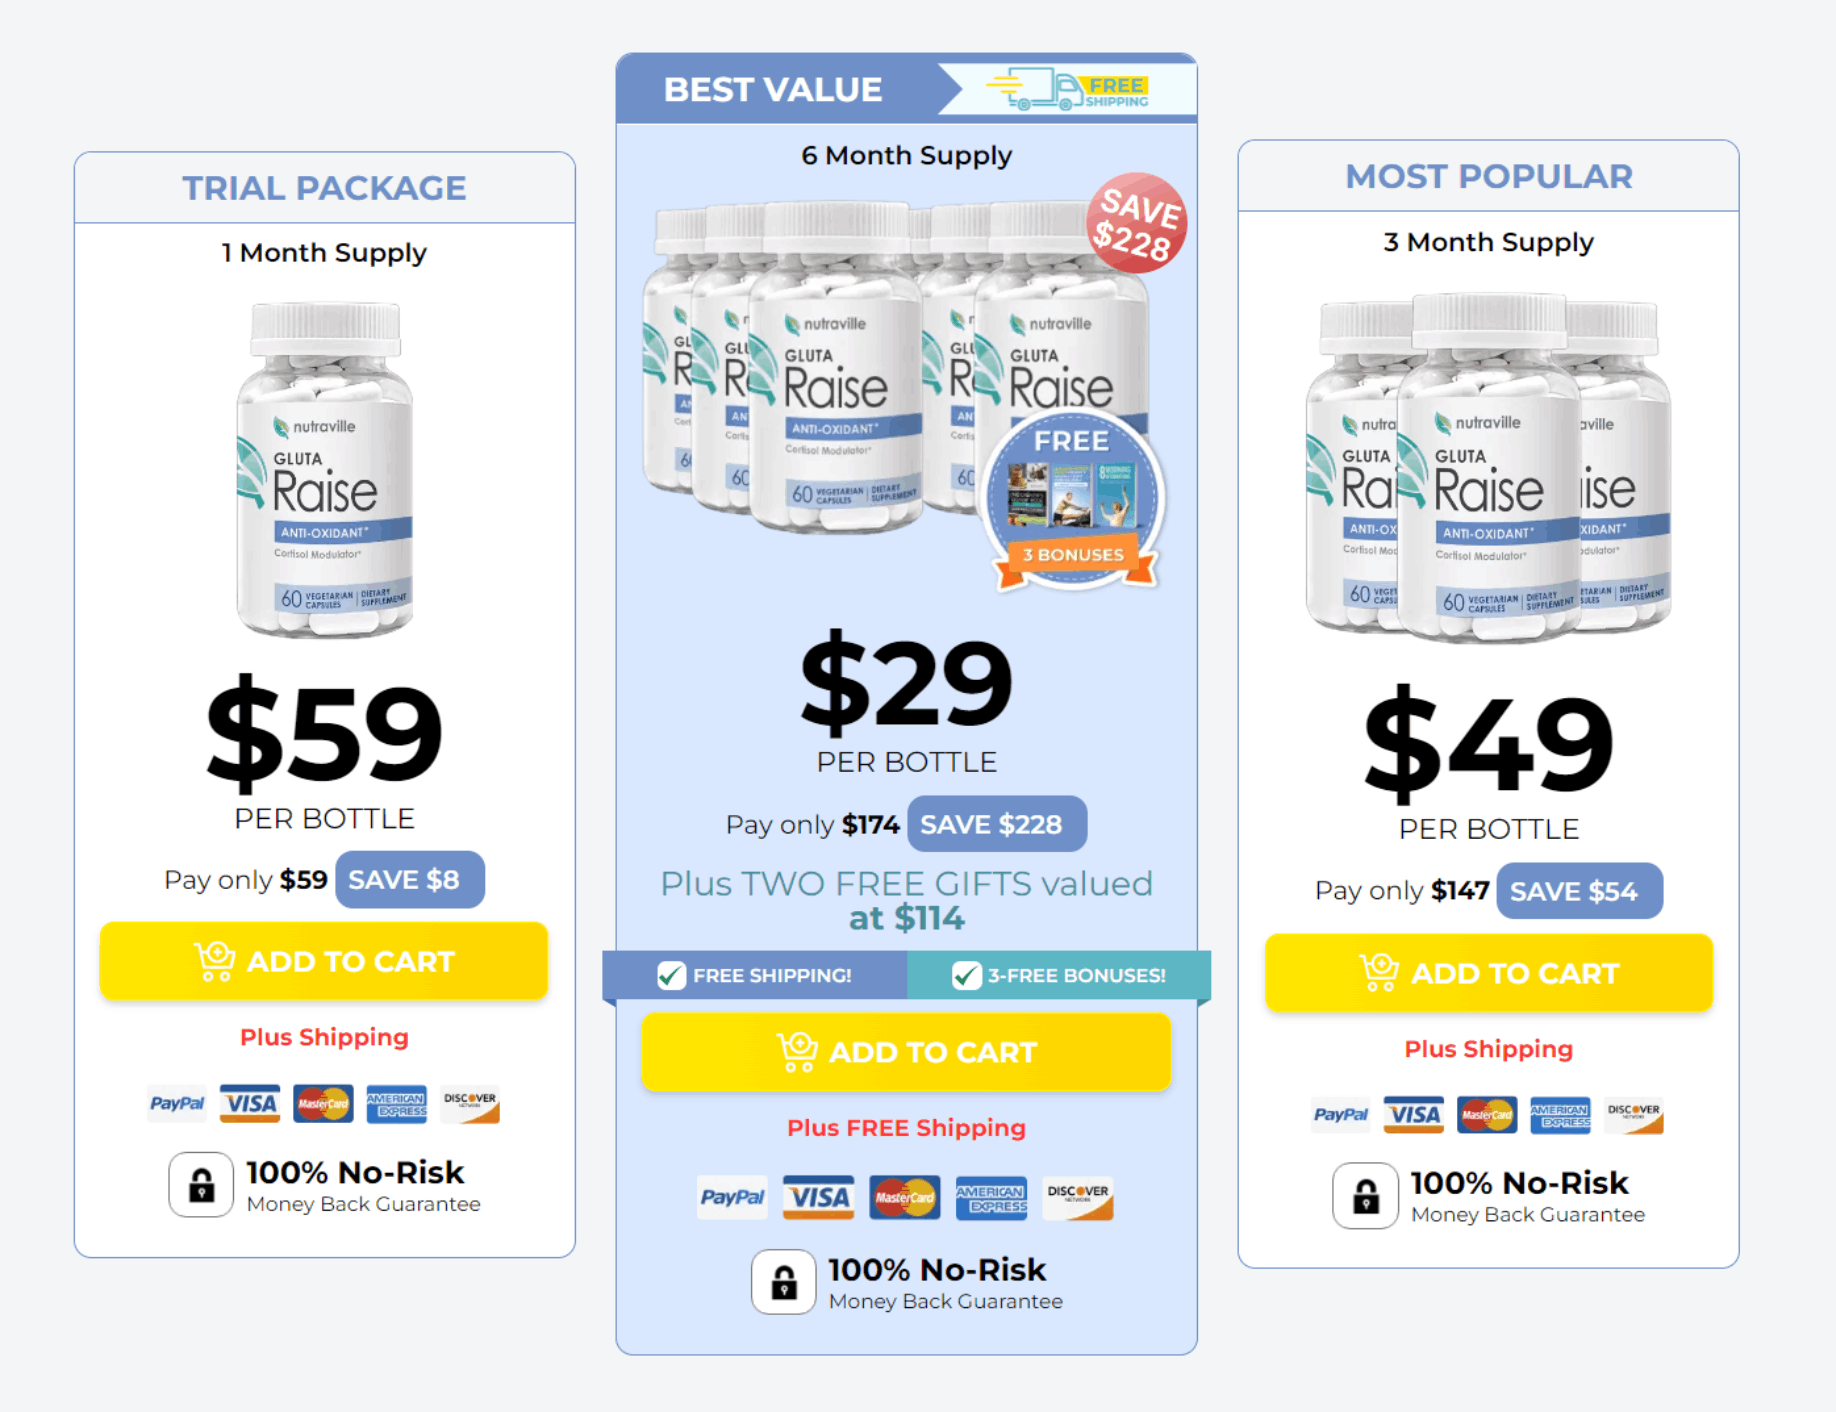 TRIAL PACKAGE
1 Month Supply
nutraville
GLUTA
Raise
ANTI-OXIDANT*
Cortisol Modulator*
60 VEGETARIAN CAPSULES | DIETARY SUPPLEMENT
$59
PER BOTTLE
Pay only $59 SAVE $8
ADD TO CART
Plus Shipping
PayPal VISA MasterCard AMERICAN EXPRESS DISCOVER NETWORK
100% No-Risk
Money Back Guarantee
BEST VALUE
FREE
SHIPPING
6 Month Supply
SAVE
$228
nutraville
GLUTA
Raise
ANTI-OXIDANT*
Cortisol Modulator*
60 VEGETARIAN CAPSULES | DIETARY SUPPLEMENT
nutraville
GLUTA
Raise
FREE
3 BONUSES
$29
PER BOTTLE
Pay only $174 SAVE $228
Plus TWO FREE GIFTS valued
at $114
FREE SHIPPING! 3-FREE BONUSES!
ADD TO CART
Plus FREE Shipping
PayPal VISA MasterCard AMERICAN EXPRESS DISCOVER NETWORK
100% No-Risk
Money Back Guarantee
MOST POPULAR
3 Month Supply
nutraville
GLUTA
Raise
ANTI-OXIDANT*
Cortisol Modulator*
60 VEGETARIAN CAPSULES | DIETARY SUPPLEMENT
$49
PER BOTTLE
Pay only $147 SAVE $54
ADD TO CART
Plus Shipping
PayPal VISA MasterCard AMERICAN EXPRESS DISCOVER NETWORK
100% No-Risk
Money Back Guarantee